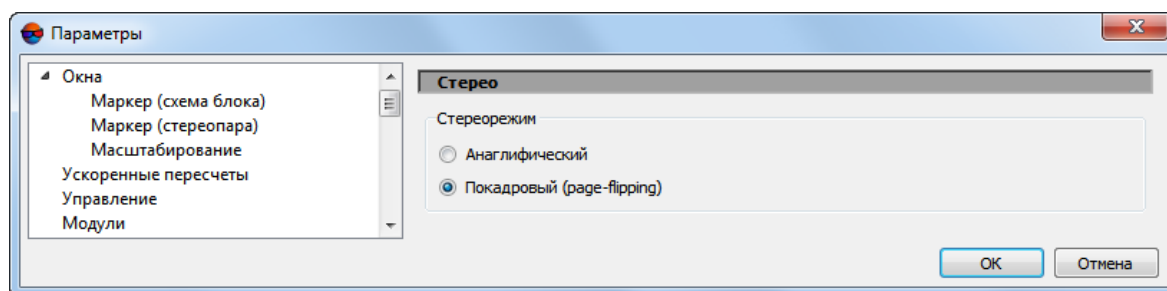 Параметры
Окна
Маркер (схема блока)
Маркер (стереопара)
Масштабирование
Ускоренные пересчеты
Управление
Модули
Стерео
Стереорежим
Анаглифический
Покадровый (page-flipping)
OK
Отмена